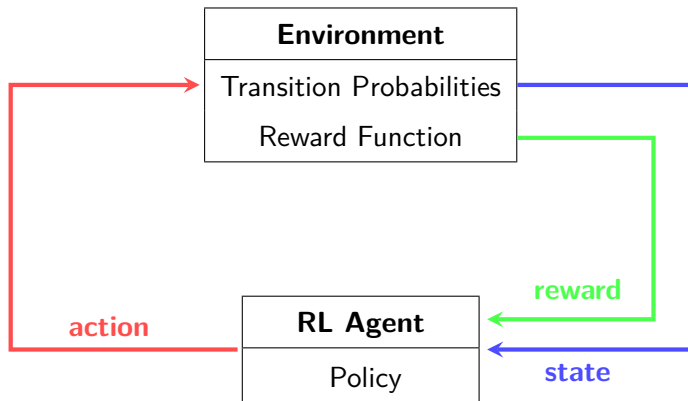 Environment
Transition Probabilities
Reward Function
reward
RL Agent
action
Policy
state